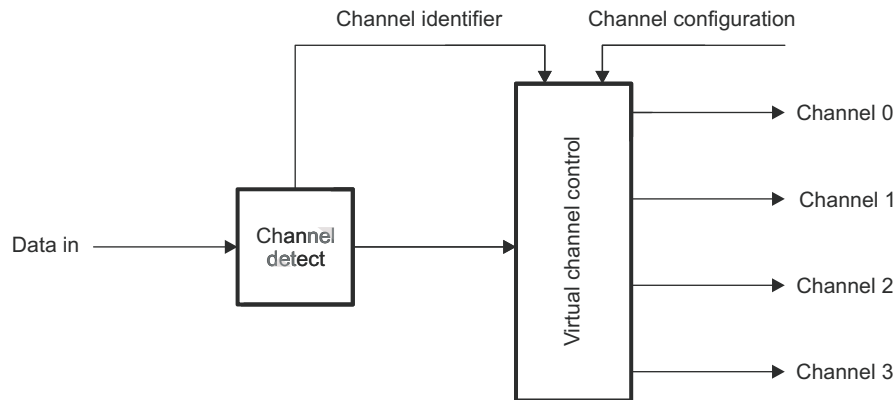 Channel identifier
Channel configuration
Channel 0
Channel 1
Channel 2
Channel 3
Data in
Channel
detect
Virtual channel control